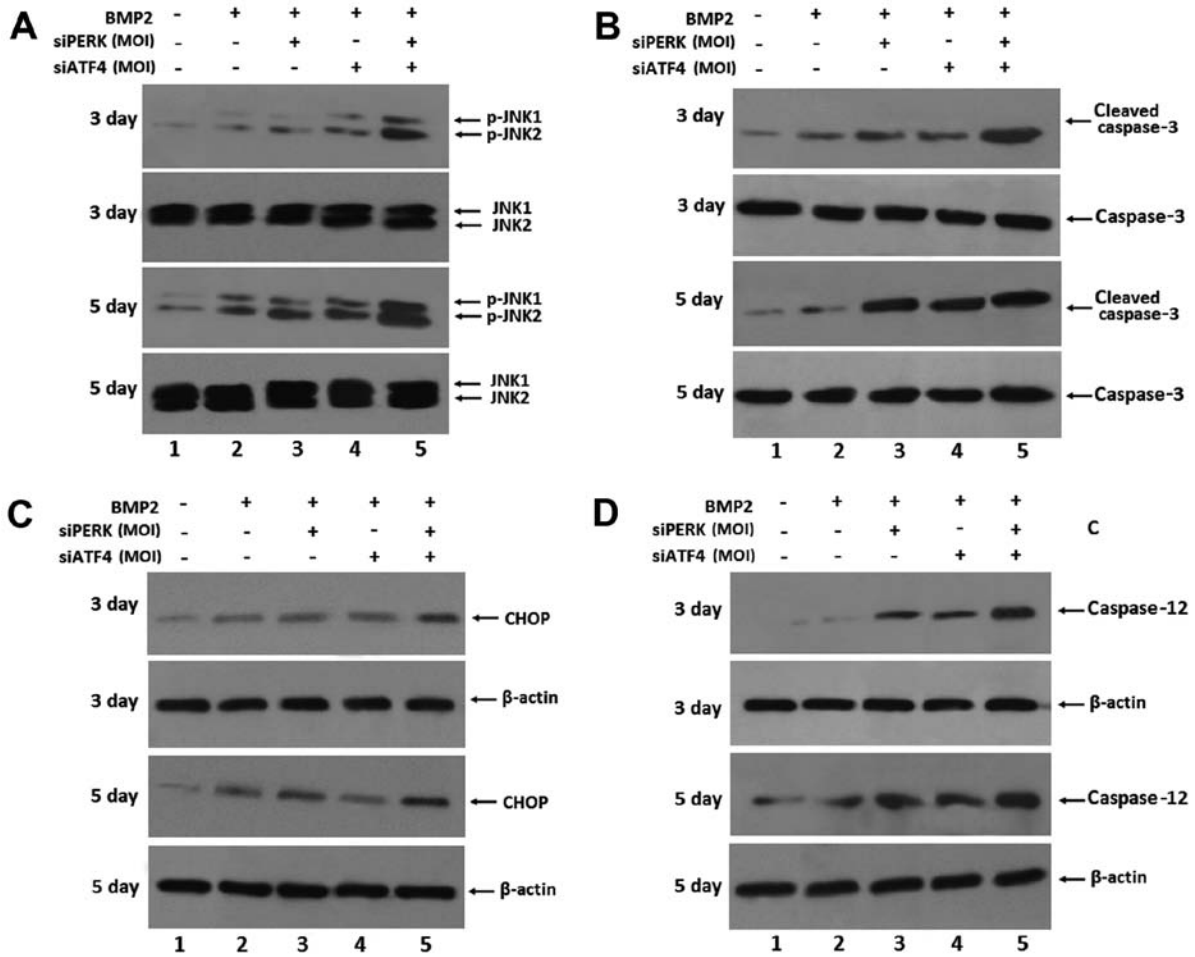 A
BMP2 - + + + +
siPERK (MOI) - - + - +
siATF4 (MOI) - - - + +
3 day
p-JNK1
p-JNK2
3 day
JNK1
JNK2
5 day
p-JNK1
p-JNK2
5 day
JNK1
JNK2
1 2 3 4 5
B
BMP2 - + + + +
siPERK (MOI) - - + - +
siATF4 (MOI) - - - + +
3 day
Cleaved
caspase-3
3 day
Caspase-3
5 day
Cleaved
caspase-3
5 day
Caspase-3
1 2 3 4 5
C
BMP2 - + + + +
siPERK (MOI) - - + - +
siATF4 (MOI) - - - + +
3 day
CHOP
3 day
β-actin
5 day
CHOP
5 day
β-actin
1 2 3 4 5
D
BMP2 - + + + +
siPERK (MOI) - - + - + C
siATF4 (MOI) - - - + +
3 day
Caspase-12
3 day
β-actin
5 day
Caspase-12
5 day
β-actin
1 2 3 4 5